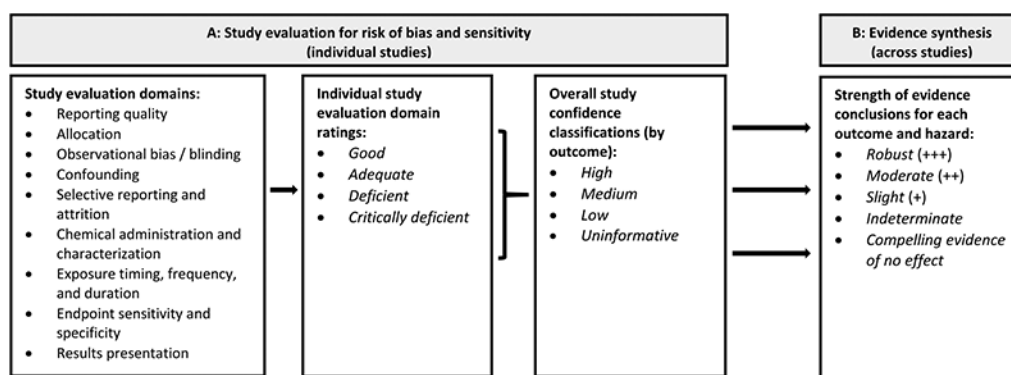 A: Study evaluation for risk of bias and sensitivity
(individual studies)
B: Evidence synthesis
(across studies)
Study evaluation domains:
• Reporting quality
• Allocation
• Observational bias / blinding
• Confounding
• Selective reporting and
attrition
• Chemical administration and
characterization
• Exposure timing, frequency,
and duration
• Endpoint sensitivity and
specificity
• Results presentation
Individual study
evaluation domain
ratings:
• Good
• Adequate
• Deficient
• Critically deficient
Overall study
confidence
classifications (by
outcome):
• High
• Medium
• Low
• Uninformative
Strength of evidence
conclusions for each
outcome and hazard:
• Robust (+++)
• Moderate (++)
• Slight (+)
• Indeterminate
• Compelling evidence
of no effect